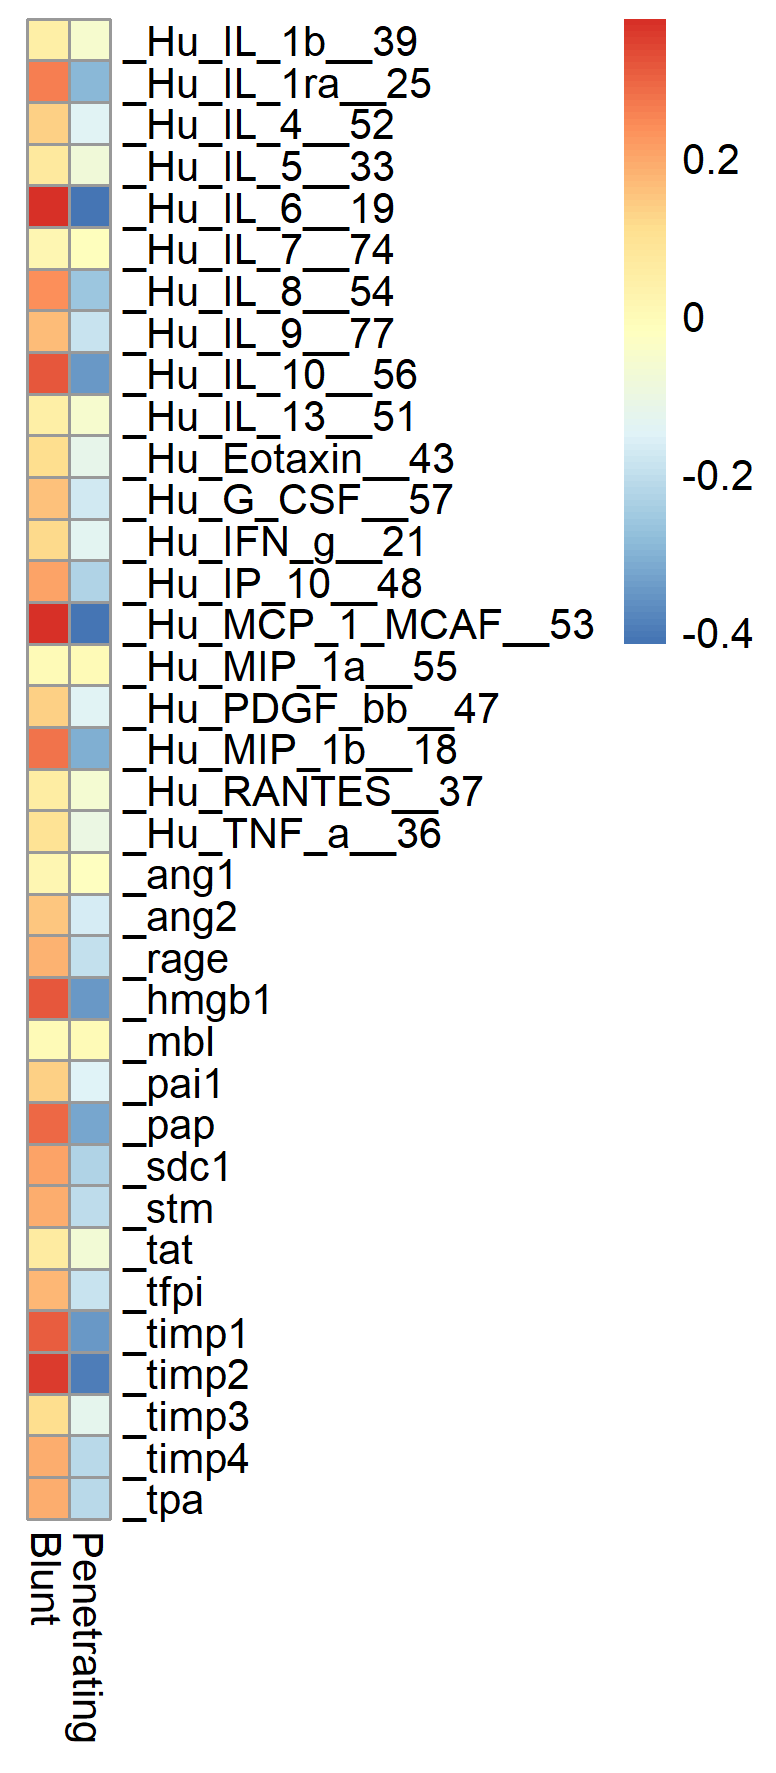 _Hu_IL_1b__39
_Hu_IL_1ra__25
_Hu_IL_4__52
_Hu_IL_5__33
_Hu_IL_6__19
_Hu_IL_7__74
_Hu_IL_8__54
_Hu_IL_9__77
_Hu_IL_10__56
_Hu_IL_13__51
_Hu_Eotaxin__43
_Hu_G_CSF__57
_Hu_IFN_g__21
_Hu_IP_10__48
_Hu_MCP_1_MCAF__53
_Hu_MIP_1a__55
_Hu_PDGF_bb__47
_Hu_MIP_1b__18
_Hu_RANTES__37
_Hu_TNF_a__36
_ang1
_ang2
_rage
_hmgb1
_mbl
_pai1
_pap
_sdc1
_stm
_tat
_tfpi
_timp1
_timp2
_timp3
_timp4
_tpa
Blunt
Penetrating
0.2
0
-0.2
-0.4